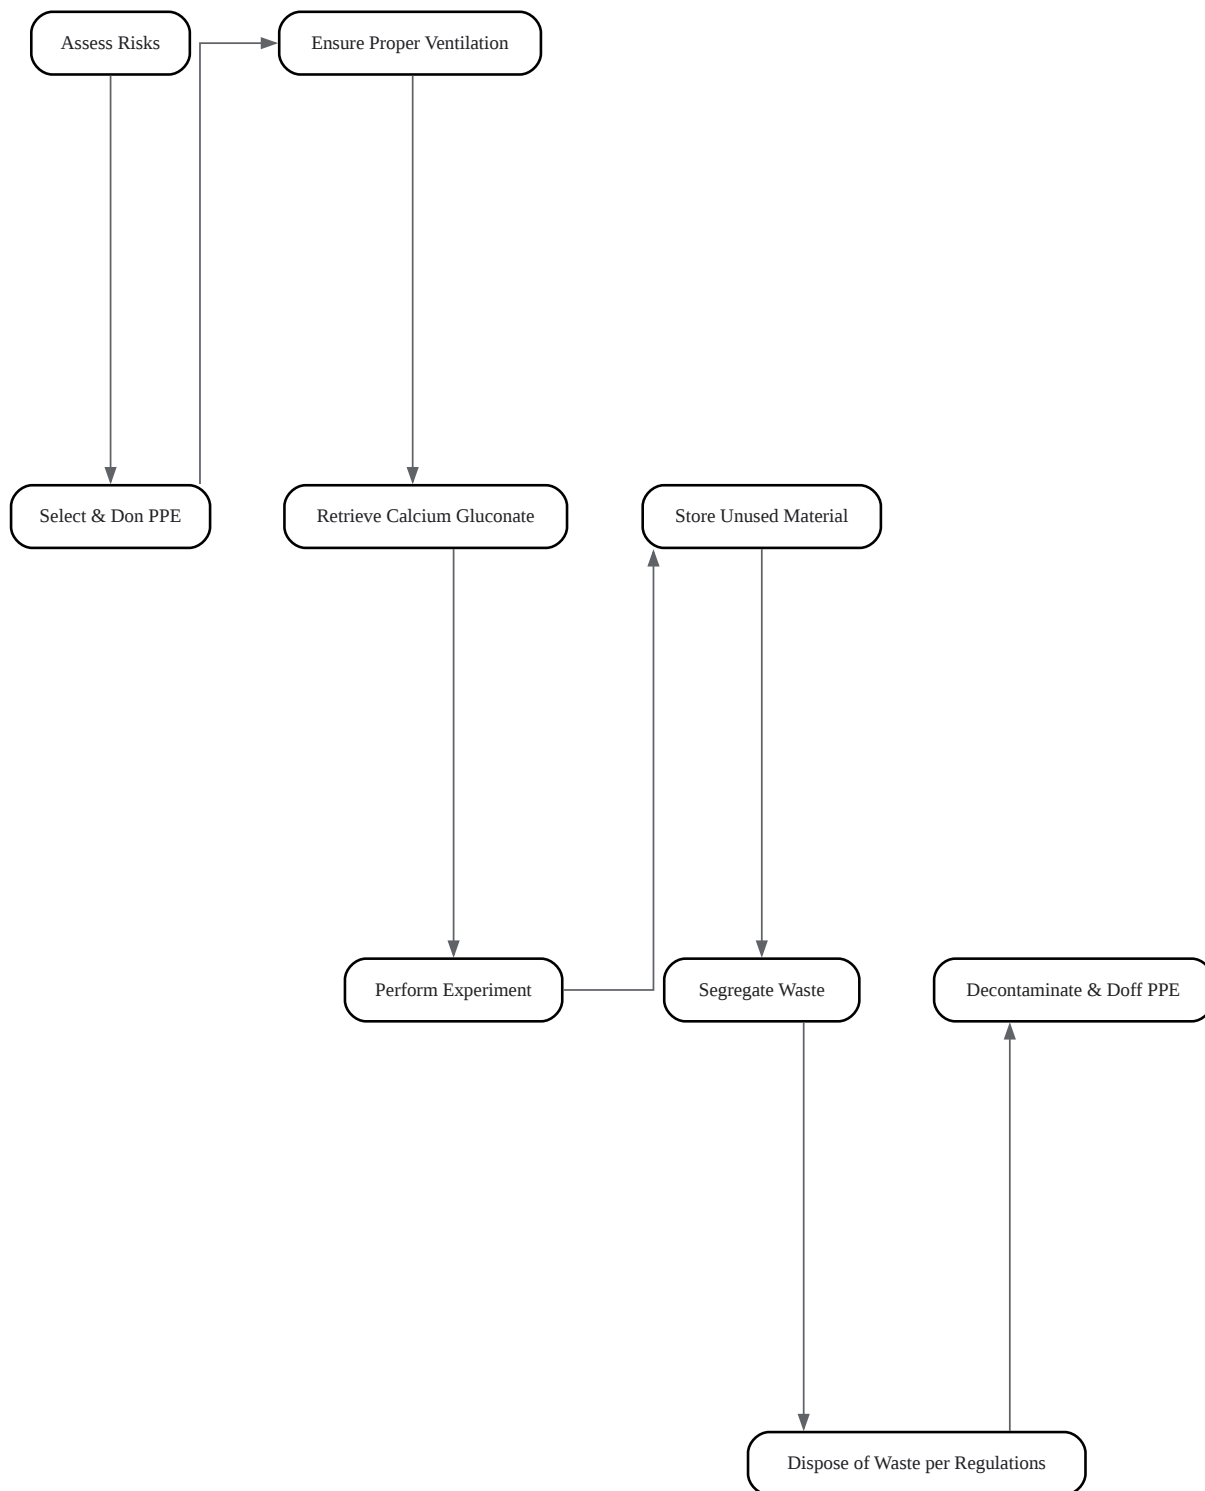 Assess Risks
Ensure Proper Ventilation
Select & Don PPE
Retrieve Calcium Gluconate
Store Unused Material
Perform Experiment
Segregate Waste
Decontaminate & Doff PPE
Dispose of Waste per Regulations